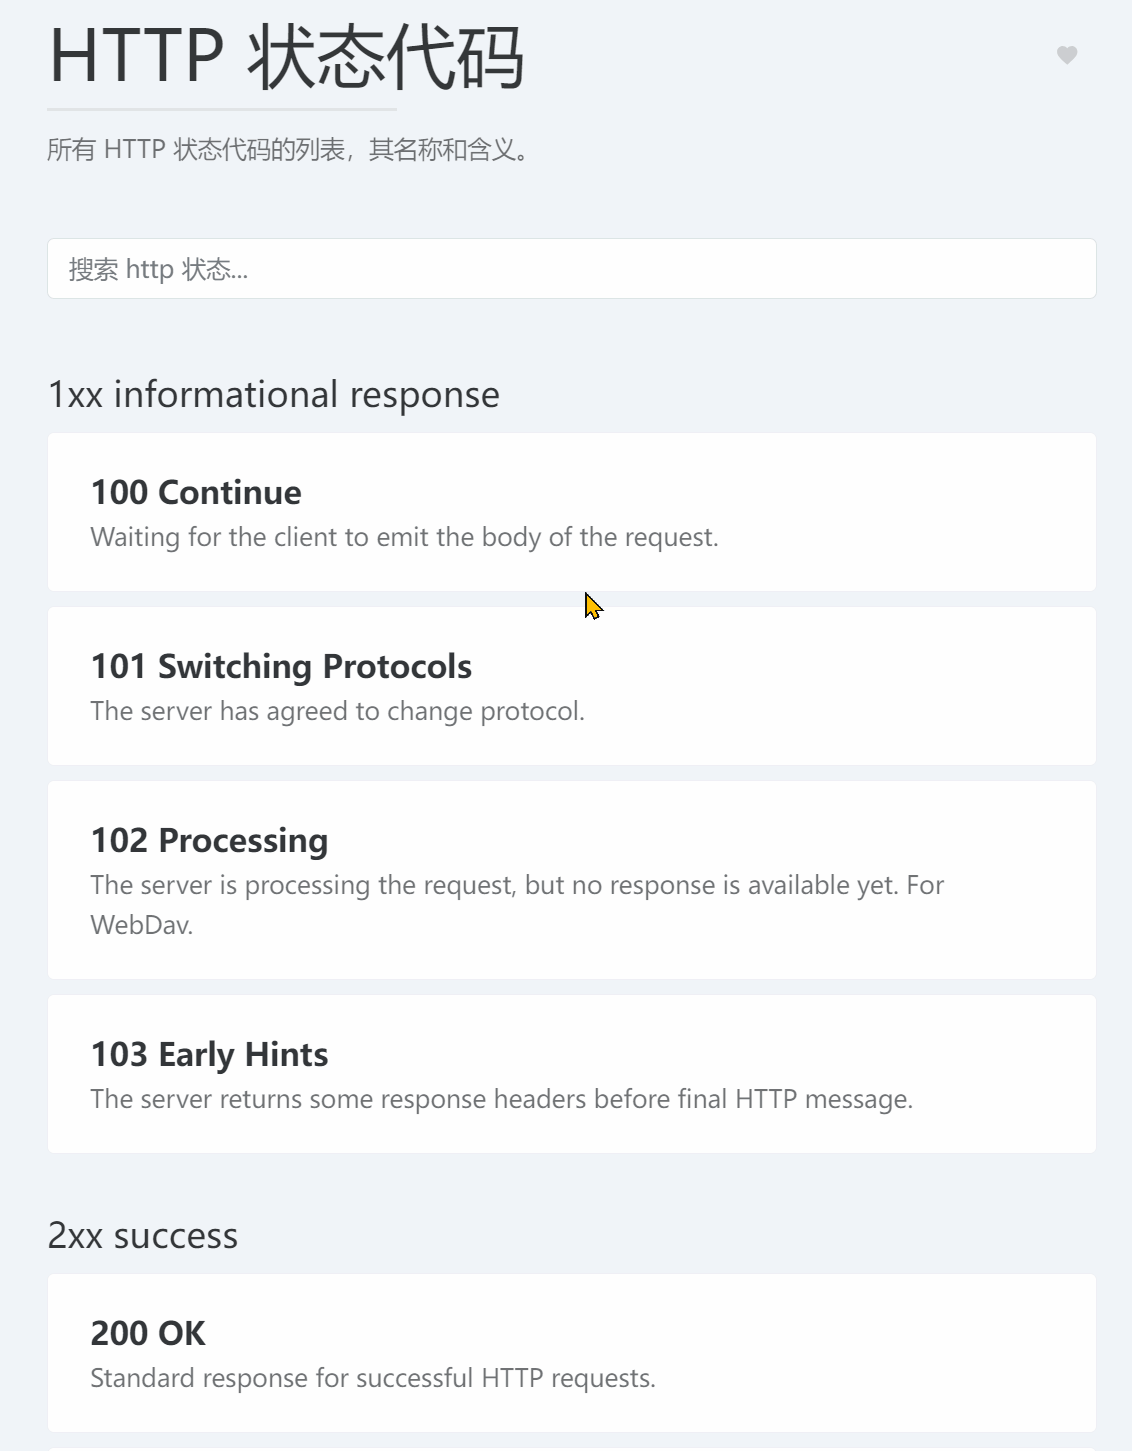 HTTP 状态代码
所有 HTTP 状态代码的列表，其名称和含义。
搜索 http 状态...
1xx informational response
100 Continue
Waiting for the client to emit the body of the request.
101 Switching Protocols
The server has agreed to change protocol.
102 Processing
The server is processing the request, but no response is available yet. For
WebDav.
103 Early Hints
The server returns some response headers before final HTTP message.
2xx success
200 OK
Standard response for successful HTTP requests.